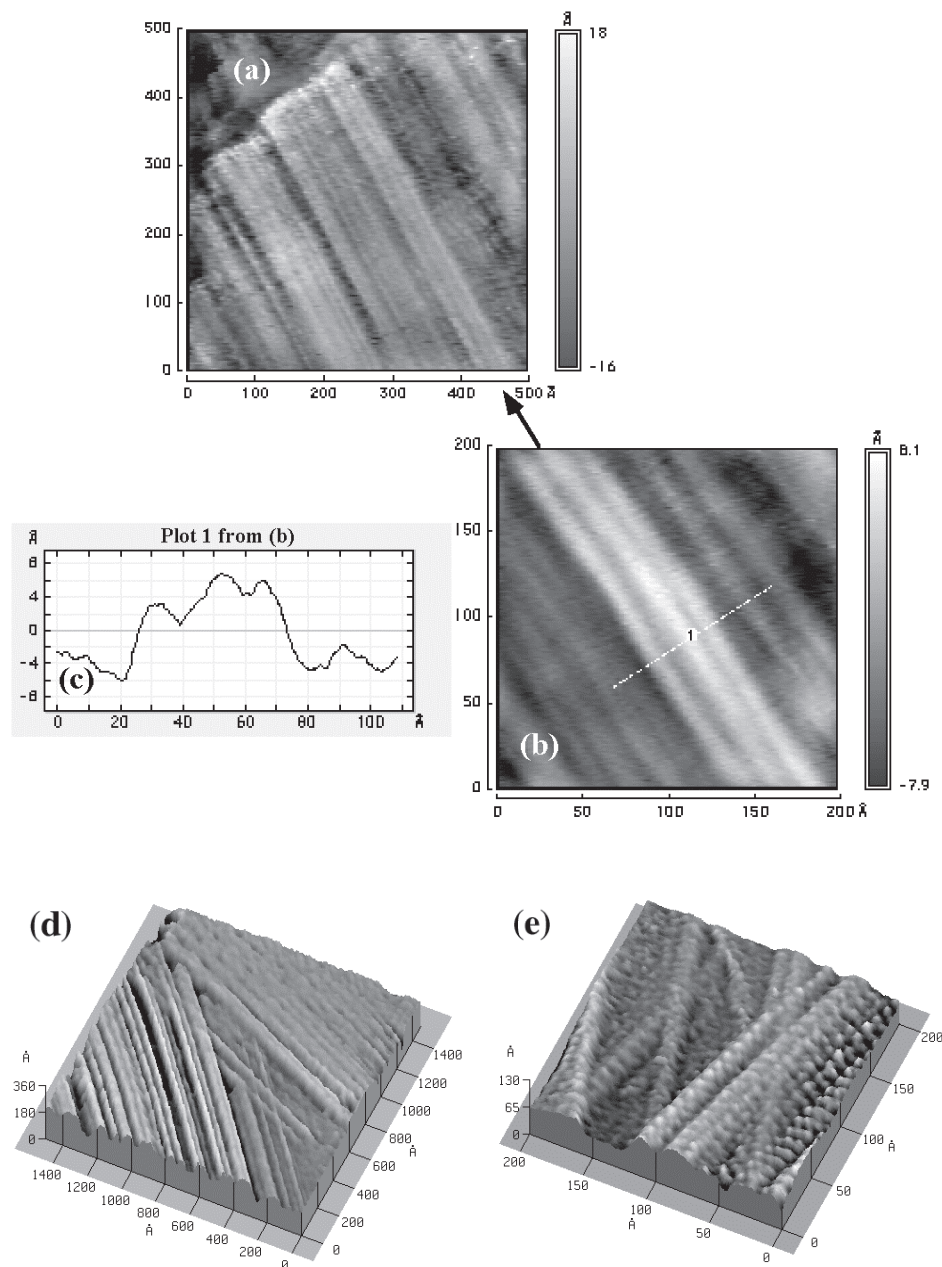 Å
18
500
(a)
400
300
200
100
0
-16
0 100 200 300 400 500 Å
Å
200
8.1
150
100
1
50
(b)
0
-7.9
0 50 100 150 200 Å
Plot 1 from (b)
Å
8
4
0
-4
(c)
-8
0 20 40 60 80 100 Å
(d)
Å
360
180
0
1400 1200 1000 800 600 400 200 0
Å
0 200 400 600 800 1000 1200 1400
Å
(e)
Å
130
65
0
200 150 100 50 0
Å
0 50 100 150 200
Å